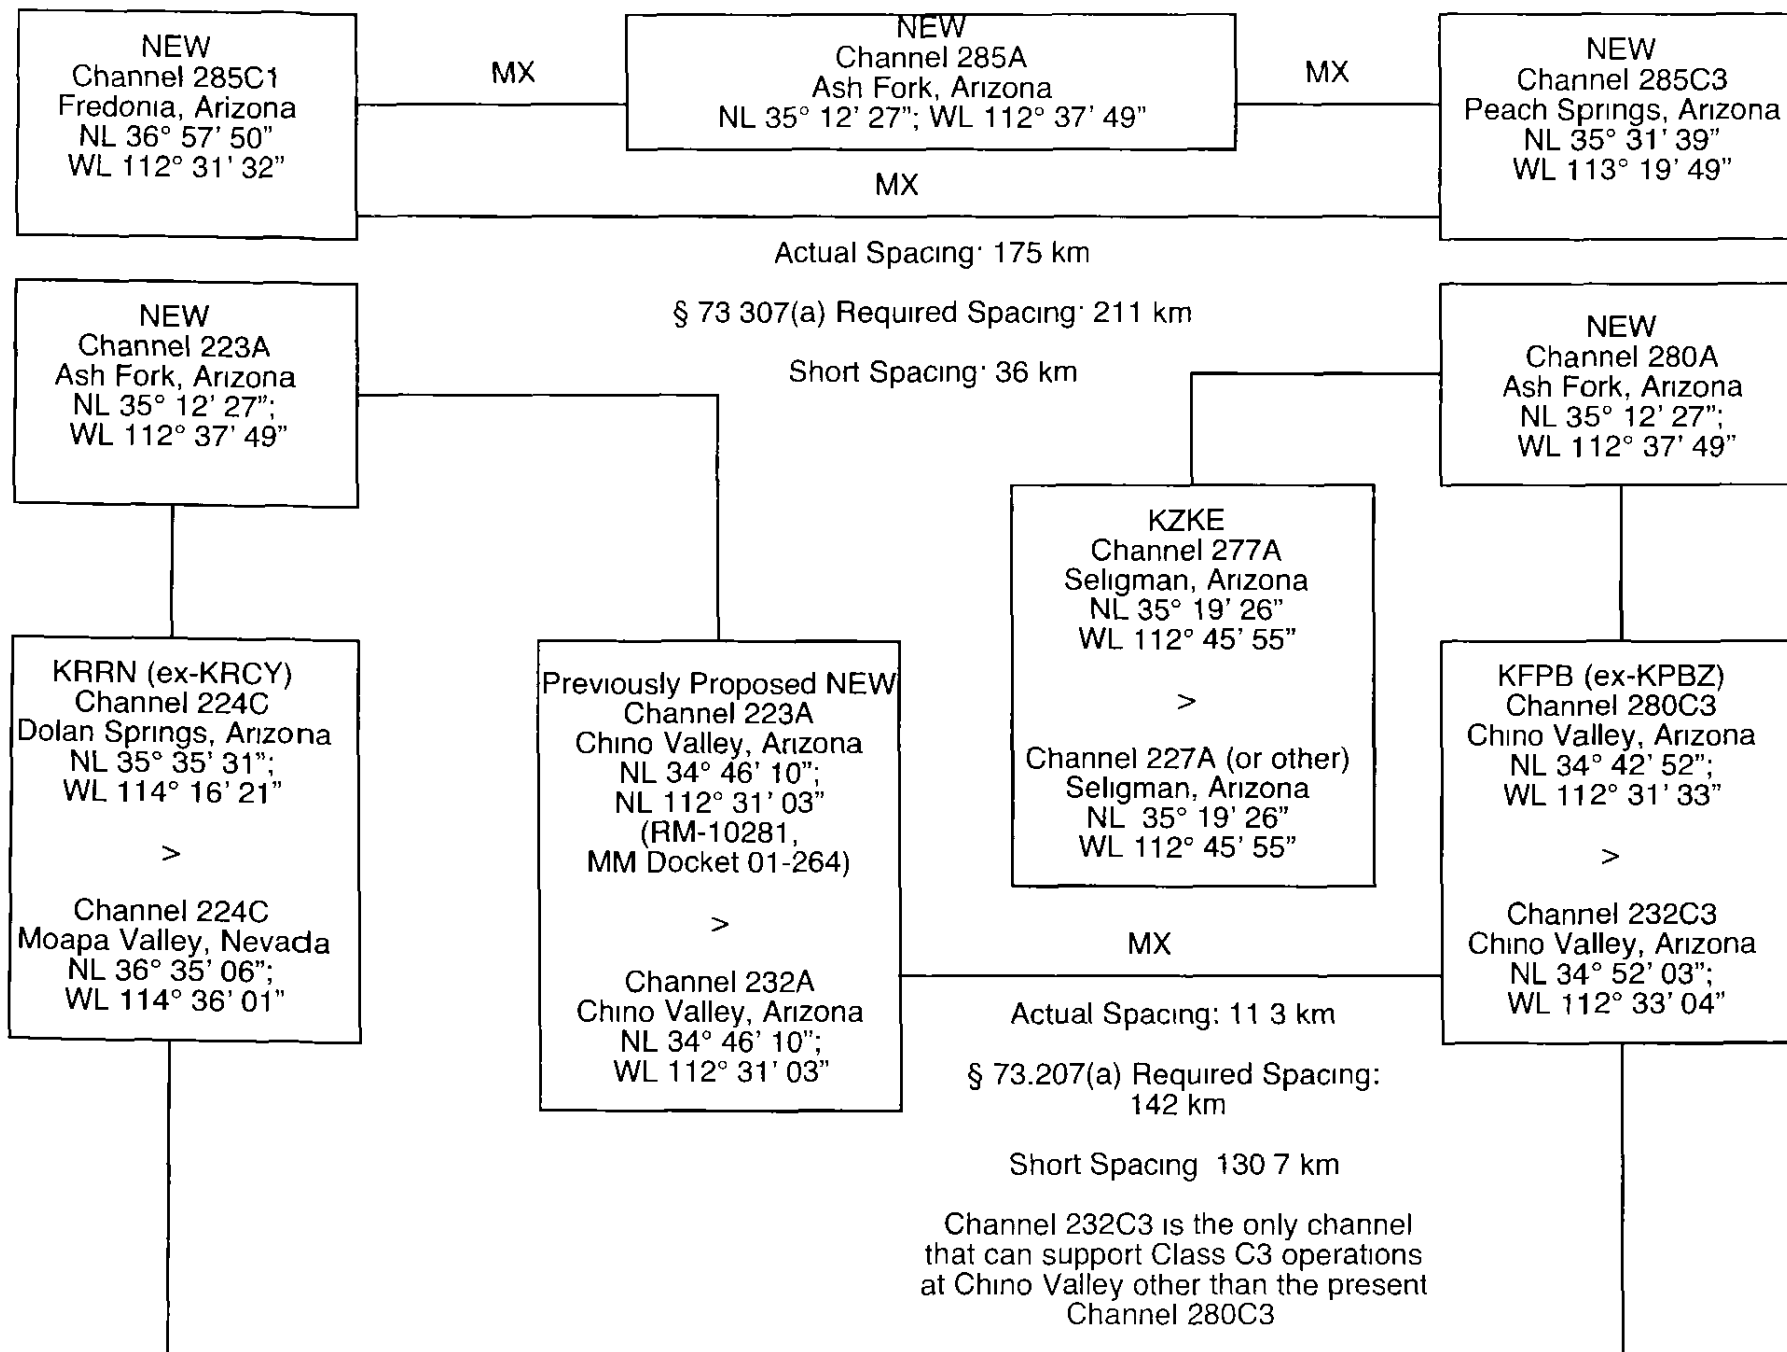 NEW
Channel 285C1
Fredonia, Arizona
NL 36° 57' 50”
WL 112° 31' 32”
MX
NEW
Channel 285A
Ash Fork, Arizona
NL 35° 12' 27”; WL 112° 37' 49”
MX
NEW
Channel 285C3
Peach Springs, Arizona
NL 35° 31' 39”
WL 113° 19' 49”
MX
Actual Spacing· 175 km
§ 73 307(a) Required Spacing· 211 km
Short Spacing· 36 km
NEW
Channel 223A
Ash Fork, Arizona
NL 35° 12' 27”;
WL 112° 37' 49”
NEW
Channel 280A
Ash Fork, Arizona
NL 35° 12' 27”;
WL 112° 37' 49”
KZKE
Channel 277A
Seligman, Arizona
NL 35° 19' 26”
WL 112° 45' 55”
>
Channel 227A (or other)
Seligman, Arizona
NL 35° 19' 26”
WL 112° 45' 55”
KRRN (ex-KRCY)
Channel 224C
Dolan Springs, Arizona
NL 35° 35' 31”;
WL 114° 16' 21”
>
Channel 224C
Moapa Valley, Nevada
NL 36° 35' 06”;
WL 114° 36' 01”
Previously Proposed NEW
Channel 223A
Chino Valley, Arizona
NL 34° 46' 10”;
NL 112° 31' 03”
(RM-10281,
MM Docket 01-264)
>
Channel 232A
Chino Valley, Arizona
NL 34° 46' 10”;
WL 112° 31' 03”
KFPB (ex-KPBZ)
Channel 280C3
Chino Valley, Arizona
NL 34° 42' 52”;
WL 112° 31' 33”
>
Channel 232C3
Chino Valley, Arizona
NL 34° 52' 03”;
WL 112° 33' 04”
MX
Actual Spacing: 11 3 km
§ 73.207(a) Required Spacing:
142 km
Short Spacing 130 7 km
Channel 232C3 is the only channel
that can support Class C3 operations
at Chino Valley other than the present
Channel 280C3